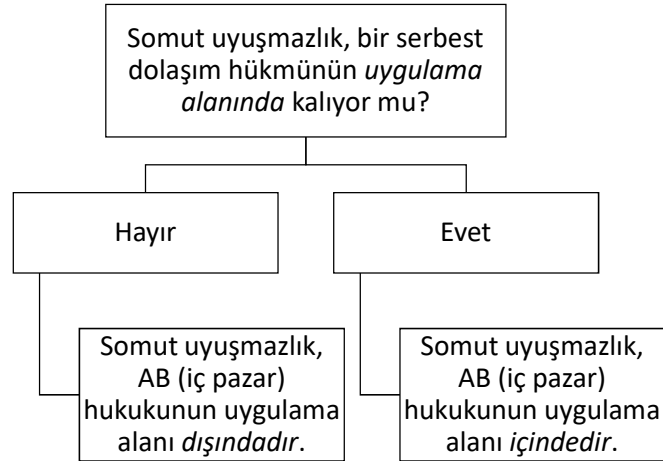 Somut uyuşmazlık, bir serbest
dolaşım hükmünün uygulama
alanında kalıyor mu?
Hayır
Evet
Somut uyuşmazlık,
AB (iç pazar)
hukukunun uygulama
alanı dışındadır.
Somut uyuşmazlık,
AB (iç pazar)
hukukunun uygulama
alanı içindedir.